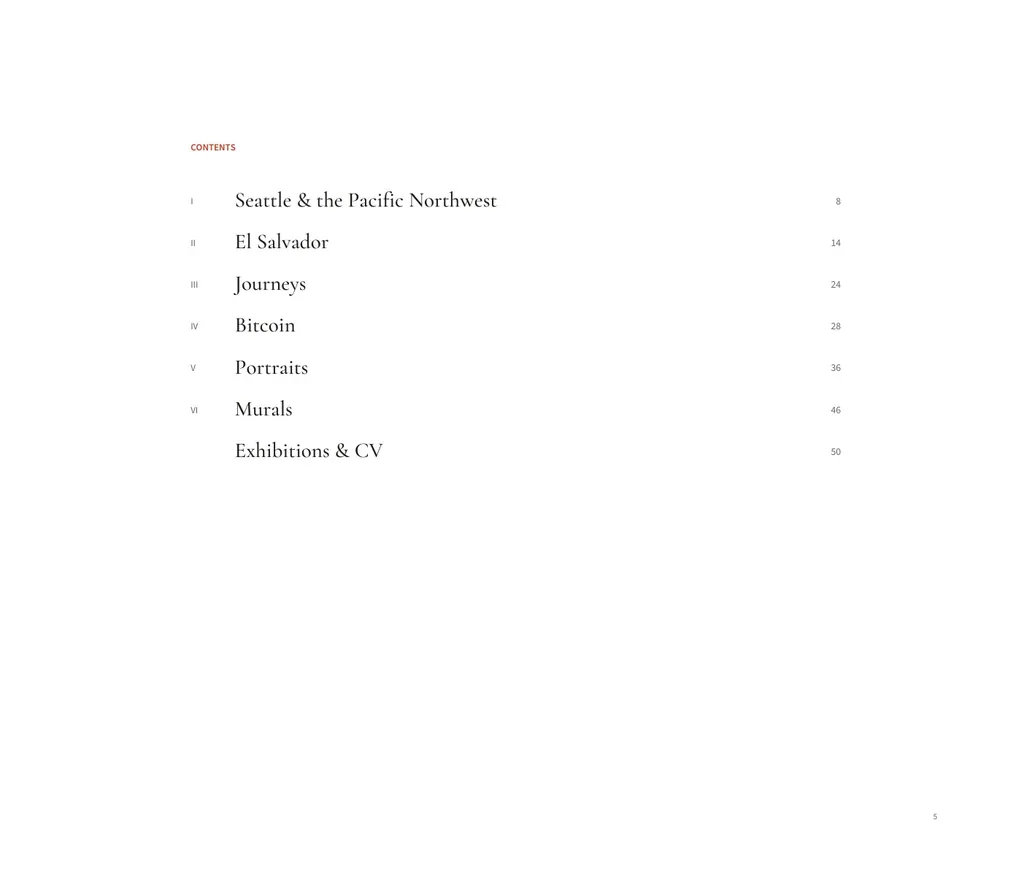 CONTENTS
I Seattle & the Pacific Northwest 8
II El Salvador 14
III Journeys 24
IV Bitcoin 28
V Portraits 36
VI Murals 46
Exhibitions & CV 50
5